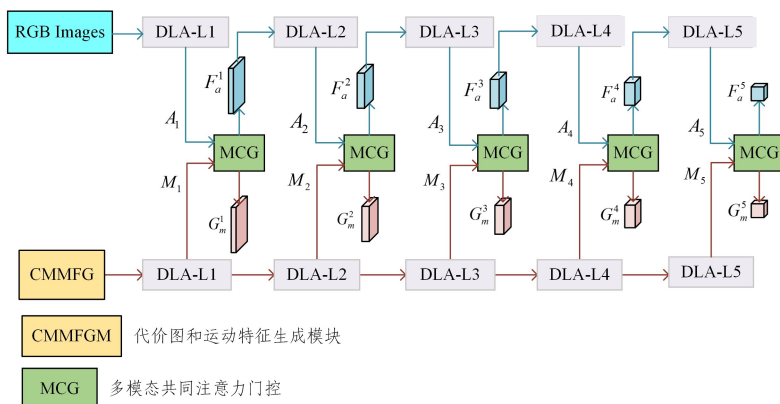 RGB Images DLA-L1 DLA-L2 DLA-L3 DLA-L4 DLA-L5
F_a^1 F_a^2 F_a^3 F_a^4 F_a^5
A_1 A_2 A_3 A_4 A_5
MCG MCG MCG MCG MCG
M_1 M_2 M_3 M_4 M_5
G_m^1 G_m^2 G_m^3 G_m^4 G_m^5
CMMFG DLA-L1 DLA-L2 DLA-L3 DLA-L4 DLA-L5
CMMFGM 代价图和运动特征生成模块
MCG 多模态共同注意力门控